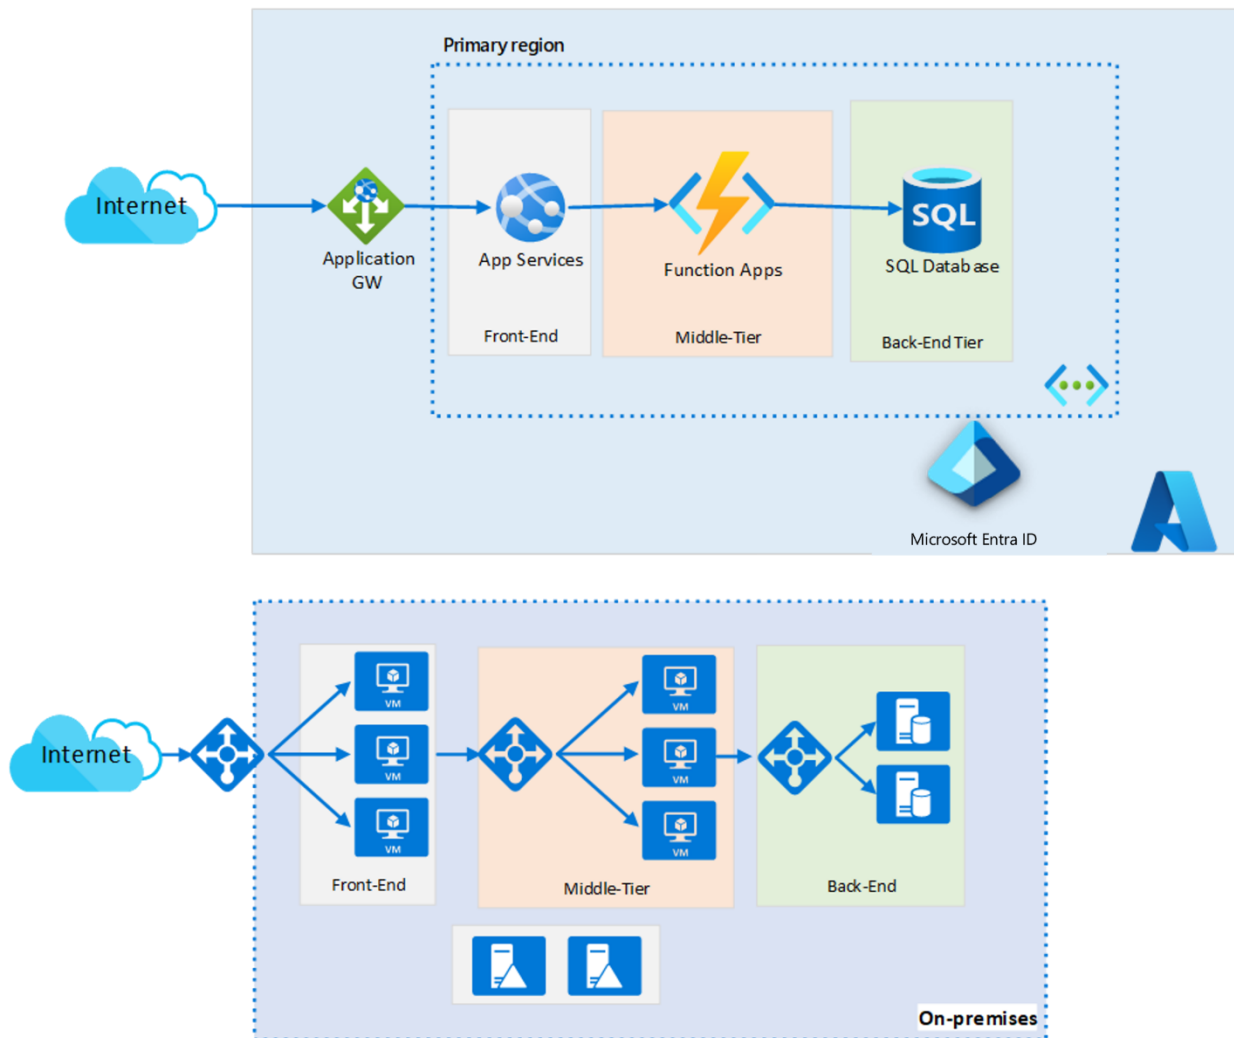 Primary region
Internet
Application
GW
App Services
Function Apps
SQL
SQL Database
Front-End
Middle-Tier
Back-End Tier
Microsoft Entra ID
Internet
VM
VM
VM
VM
VM
VM
Front-End
Middle-Tier
Back-End
On-premises